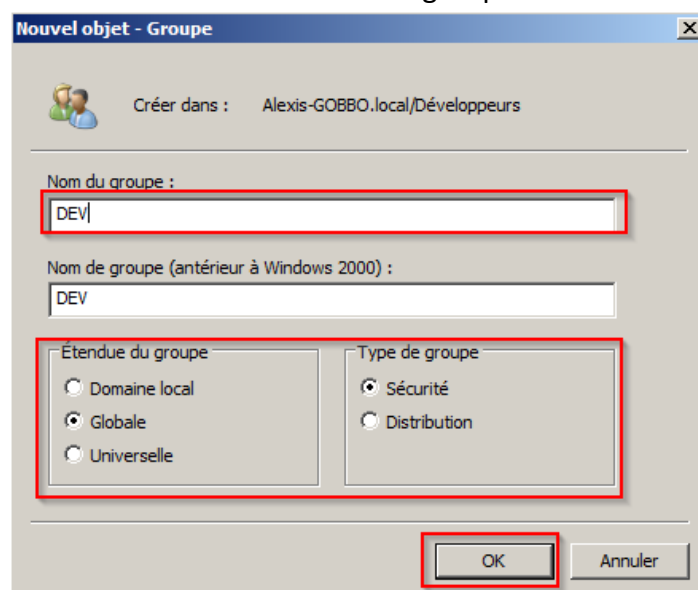 Nouvel objet - Groupe
Créer dans : Alexis-GOBBO.local/Développeurs
Nom du groupe :
DEV
Nom de groupe (antérieur à Windows 2000) :
DEV
Étendue du groupe
Domaine local
Globale
Universelle
Type de groupe
Sécurité
Distribution
OK
Annuler